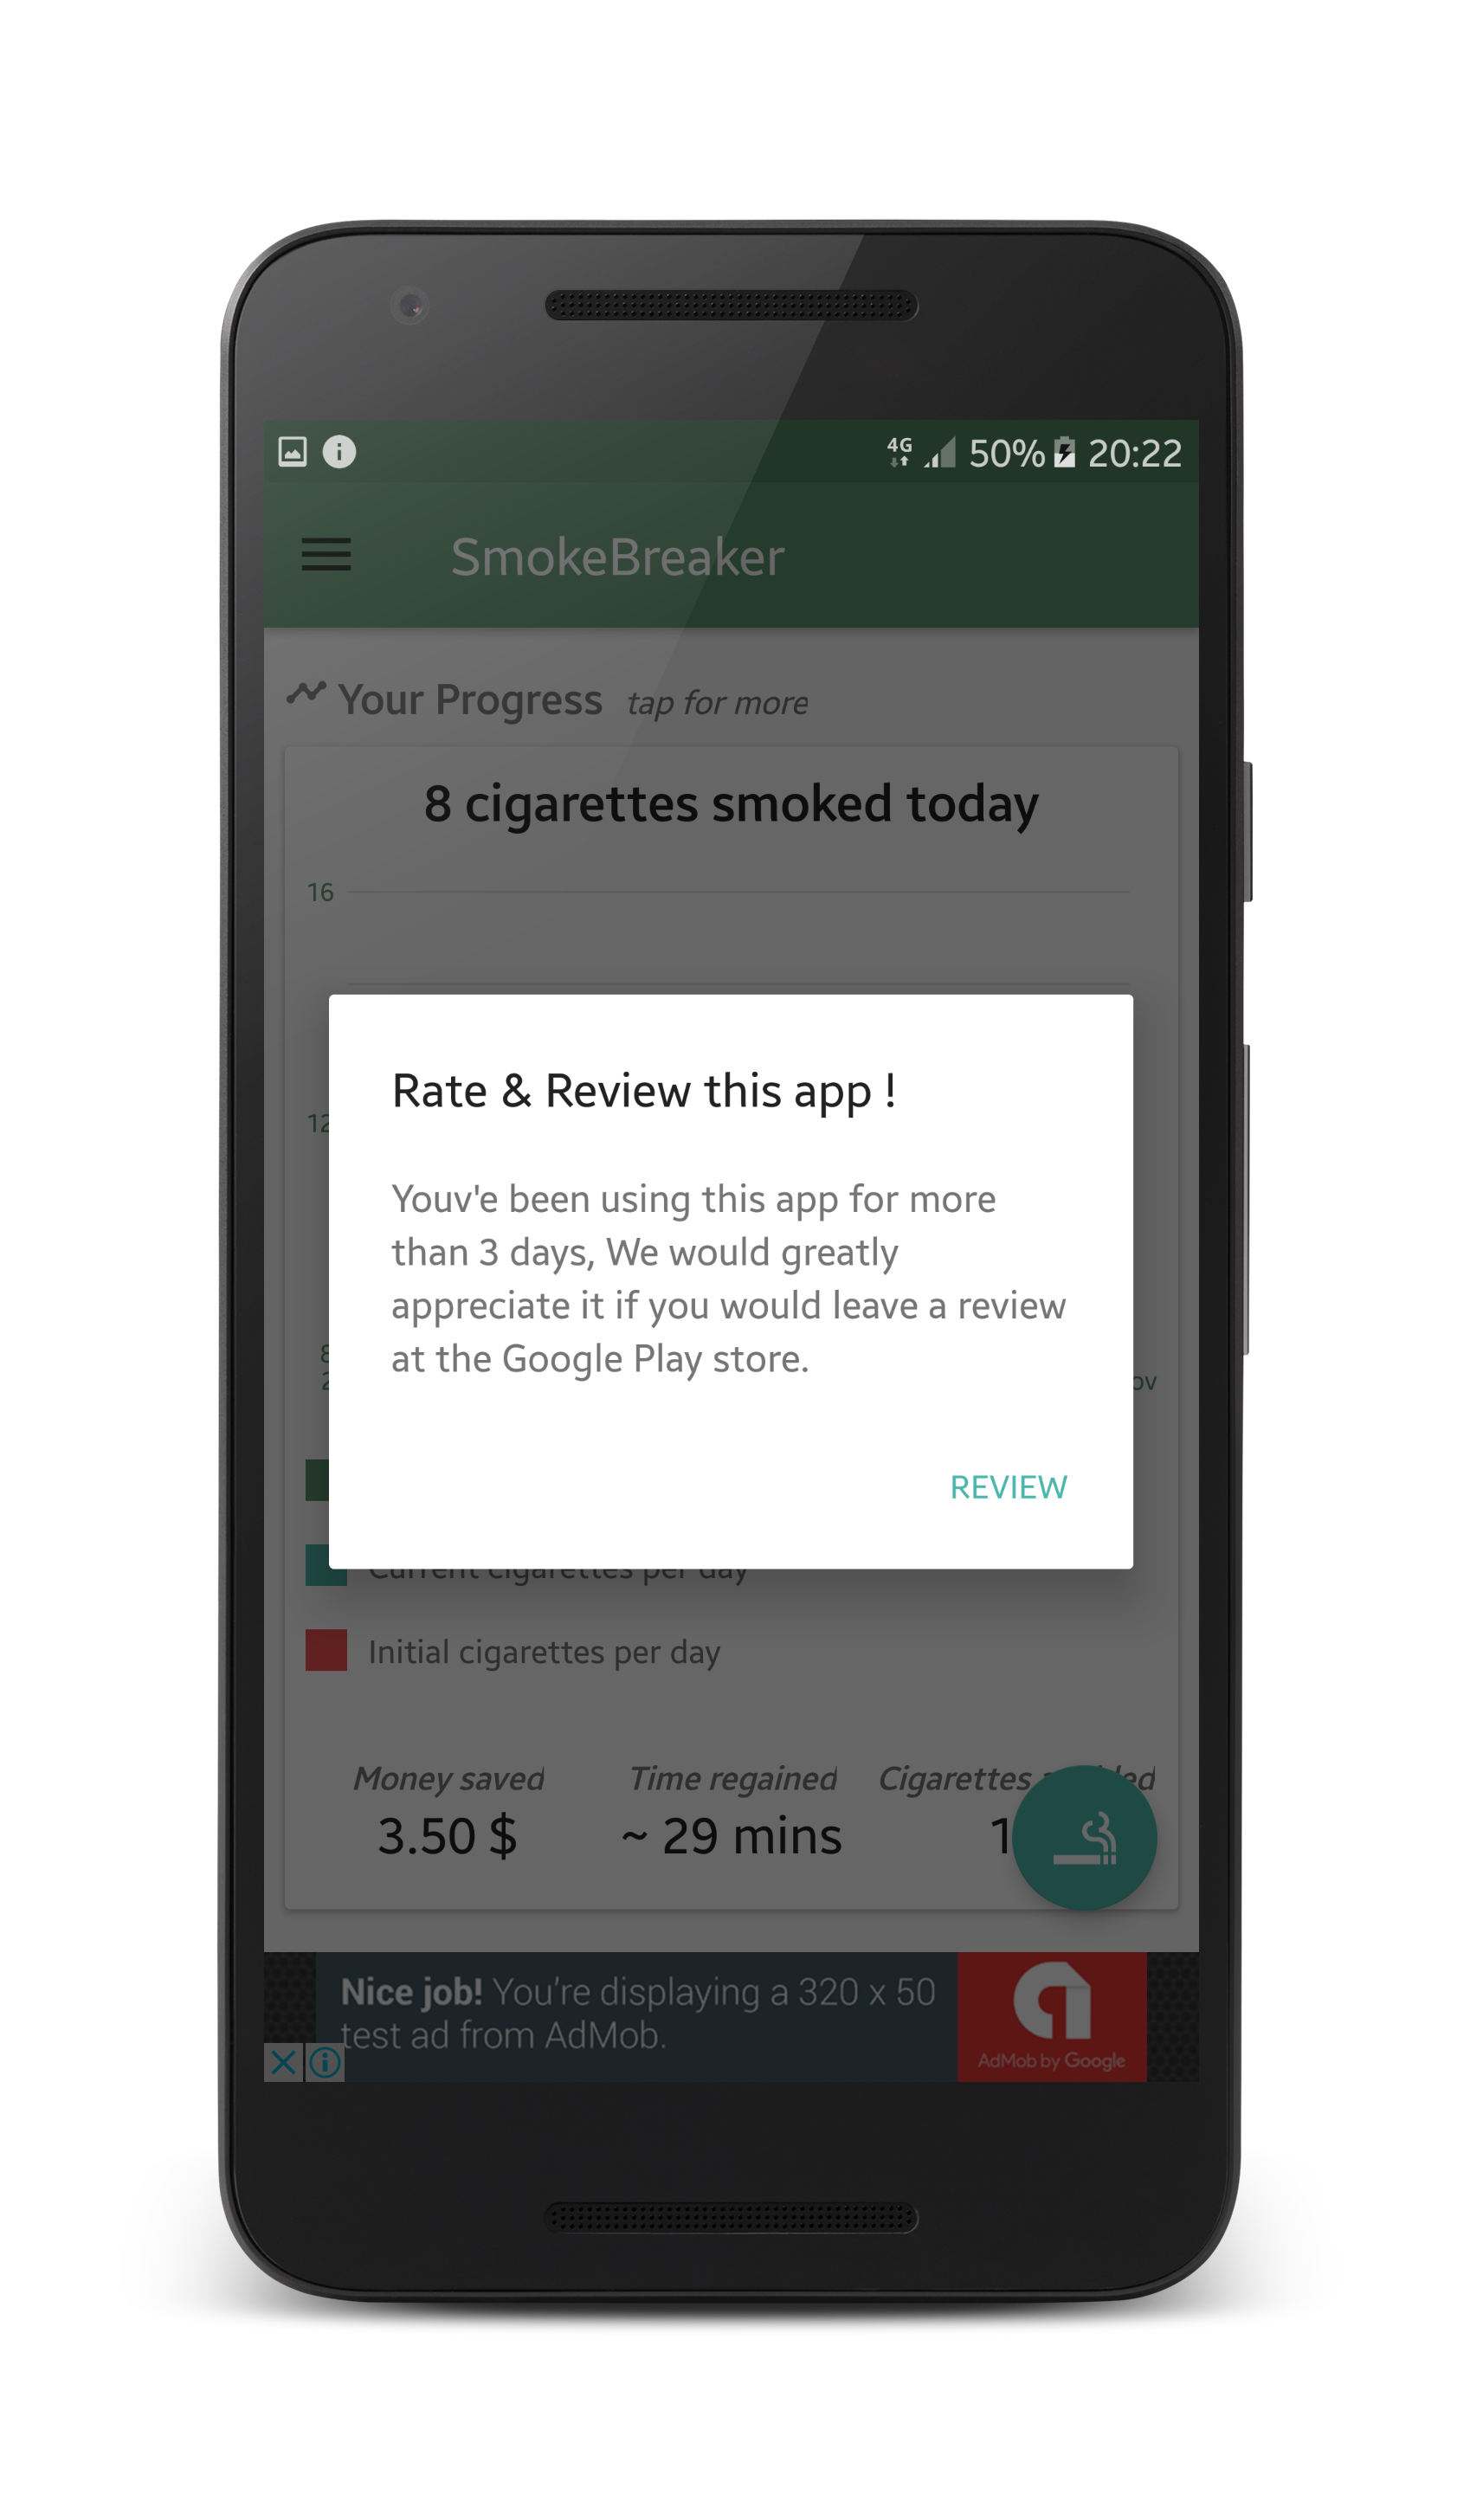 4G 50% 20:22
SmokeBreaker
Your Progress tap for more
8 cigarettes smoked today
16
12
Rate & Review this app !
Youv'e been using this app for more
than 3 days, We would greatly
appreciate it if you would leave a review
at the Google Play store.
REVIEW
Current cigarettes per day
Initial cigarettes per day
Money saved Time regained Cigarettes
3.50 $ ~ 29 mins
Nice job! You're displaying a 320 x 50
test ad from AdMob.
AdMob by Google